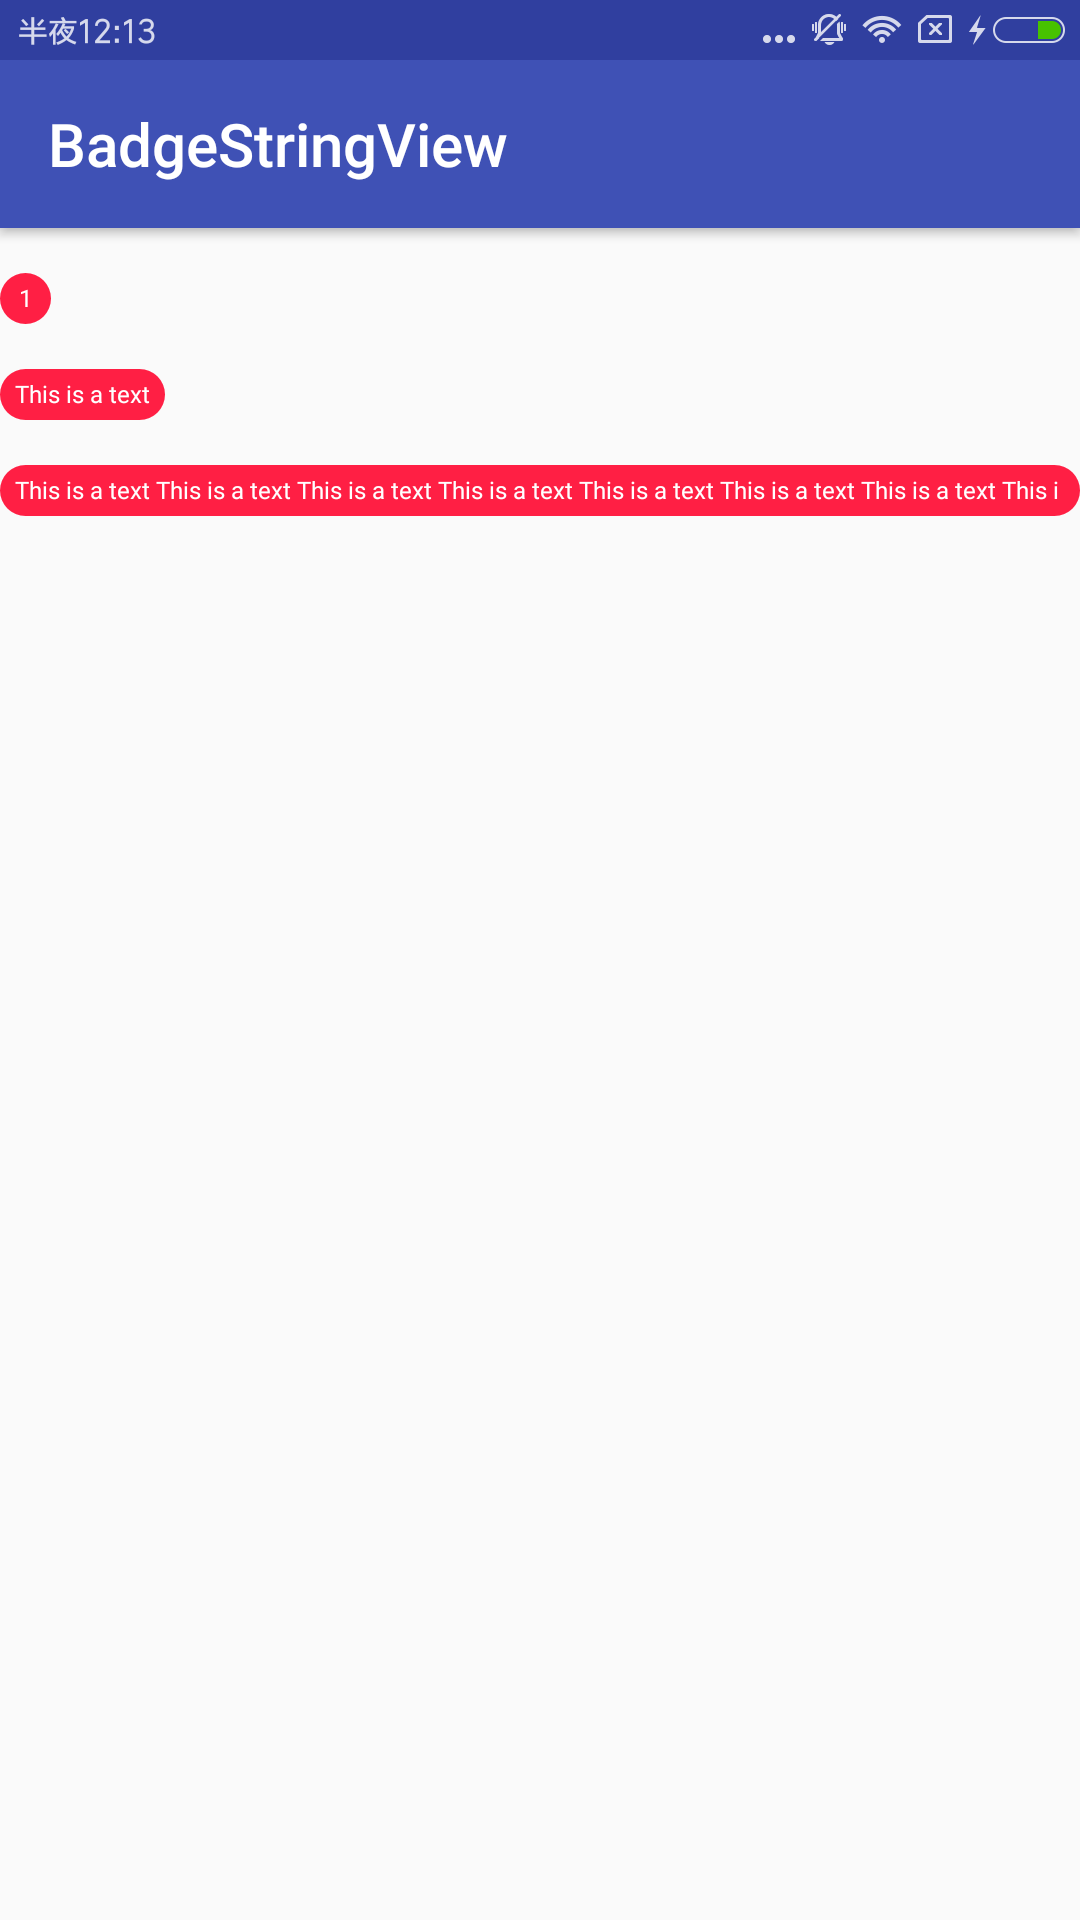 半夜12:13
BadgeStringView
1
This is a text
This is a text This is a text This is a text This is a text This is a text This is a text This is a text This i